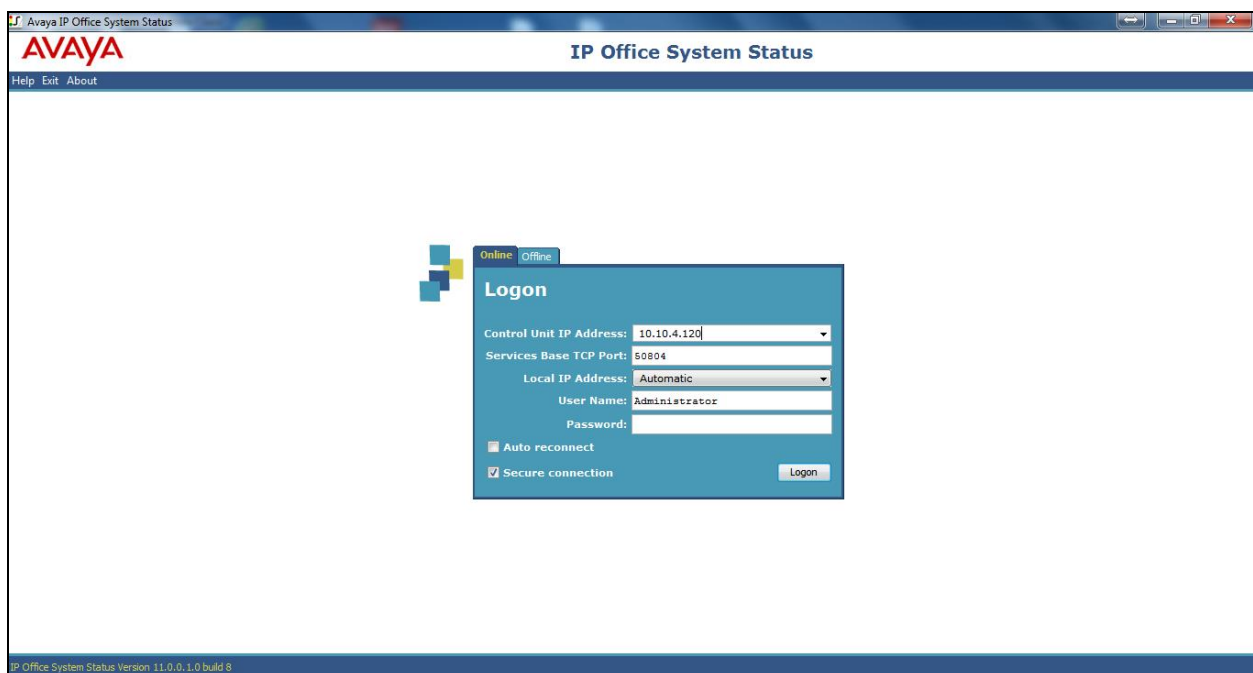 Avaya IP Office System Status
AVAYA
IP Office System Status
Help Exit About
Online Offline
Logon
Control Unit IP Address: 10.10.4.120
Services Base TCP Port: 50804
Local IP Address: Automatic
User Name: Administrator
Password:
Auto reconnect
Secure connection
Logon
IP Office System Status Version 11.0.0.1.0 build 8